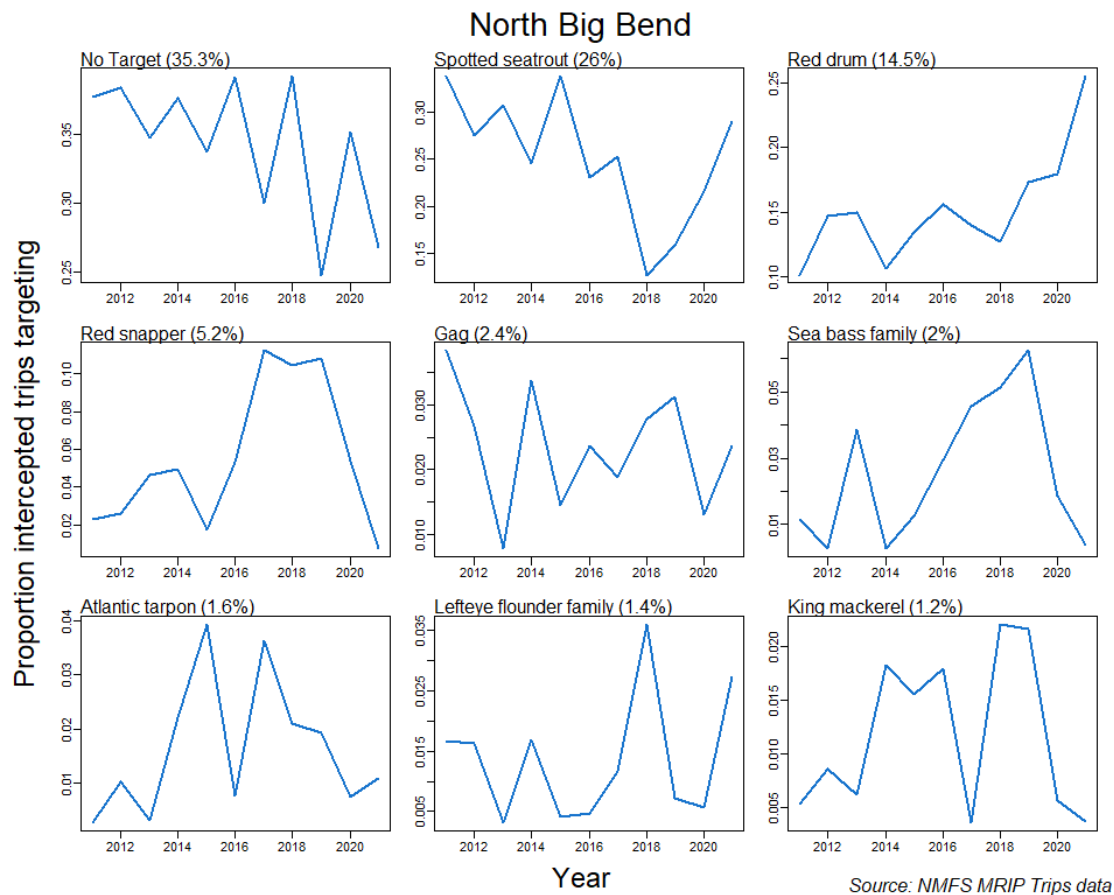 North Big Bend
No Target (35.3%)
Spotted seatrout (26%)
Red drum (14.5%)
0.25 0.30 0.35
2012 2014 2016 2018 2020
0.15 0.20 0.25 0.30
2012 2014 2016 2018 2020
0.10 0.15 0.20 0.25
2012 2014 2016 2018 2020
Red snapper (5.2%)
Gag (2.4%)
Sea bass family (2%)
0.02 0.04 0.06 0.08 0.10
2012 2014 2016 2018 2020
0.010 0.020 0.030
2012 2014 2016 2018 2020
0.01 0.03 0.05
2012 2014 2016 2018 2020
Atlantic tarpon (1.6%)
Lefteye flounder family (1.4%)
King mackerel (1.2%)
0.01 0.02 0.03 0.04
2012 2014 2016 2018 2020
0.005 0.015 0.025 0.035
2012 2014 2016 2018 2020
0.005 0.010 0.015 0.020
2012 2014 2016 2018 2020
Proportion intercepted trips targeting
Year
Source: NMFS MRIP Trips data